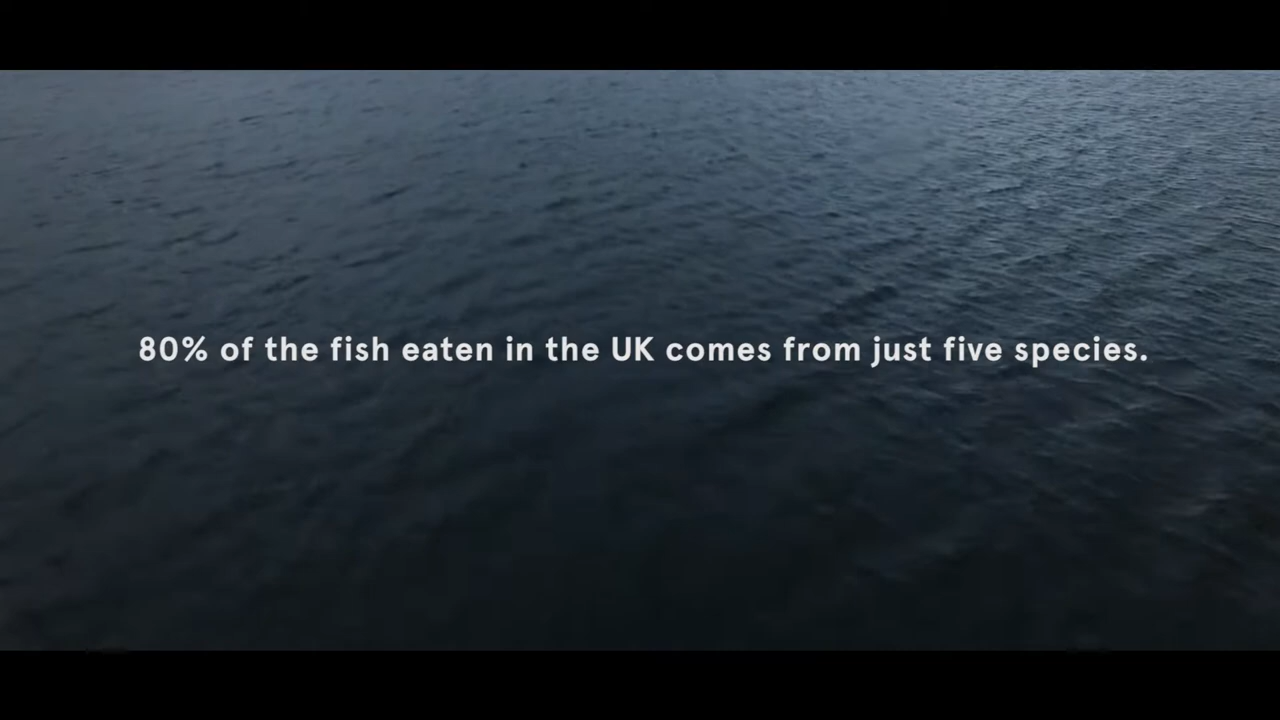 80% of the fish eaten in the UK comes from just five species.